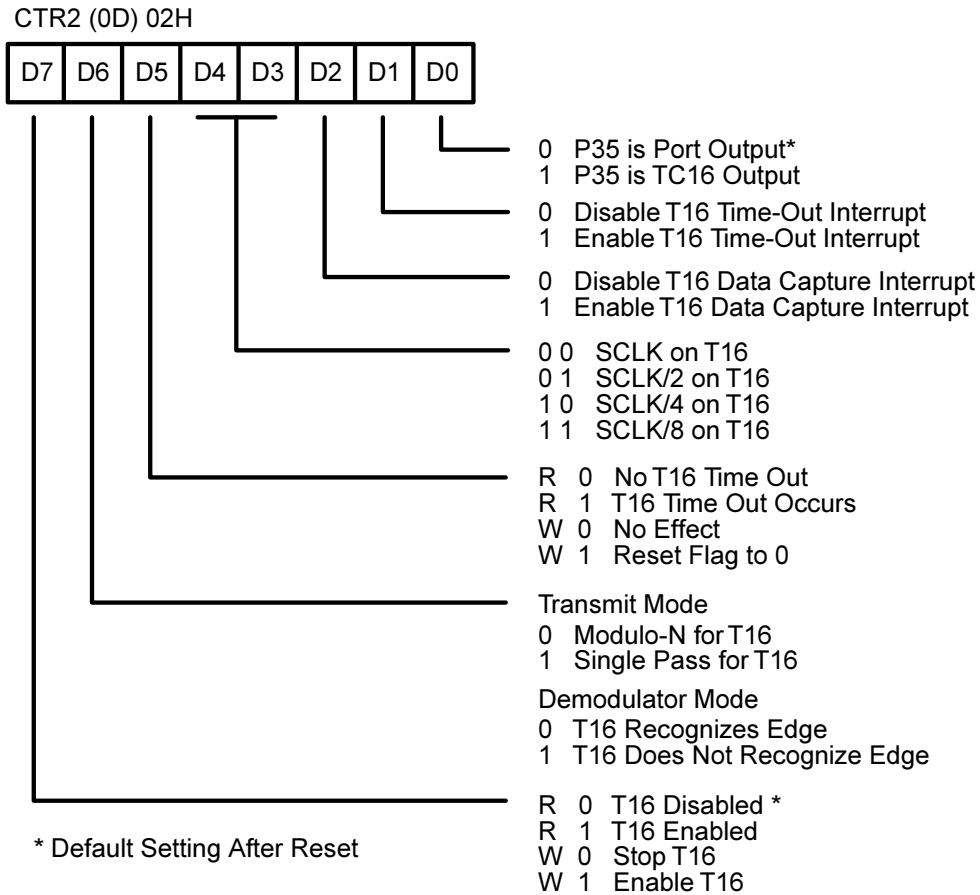 CTR2 (0D) 02H
D7 D6 D5 D4 D3 D2 D1 D0
0 P35 is Port Output*
1 P35 is TC16 Output
0 Disable T16 Time-Out Interrupt
1 Enable T16 Time-Out Interrupt
0 Disable T16 Data Capture Interrupt
1 Enable T16 Data Capture Interrupt
0 0 SCLK on T16
0 1 SCLK/2 on T16
1 0 SCLK/4 on T16
1 1 SCLK/8 on T16
R 0 No T16 Time Out
R 1 T16 Time Out Occurs
W 0 No Effect
W 1 Reset Flag to 0
Transmit Mode
0 Modulo-N for T16
1 Single Pass for T16
Demodulator Mode
0 T16 Recognizes Edge
1 T16 Does Not Recognize Edge
R 0 T16 Disabled *
R 1 T16 Enabled
W 0 Stop T16
W 1 Enable T16
* Default Setting After Reset